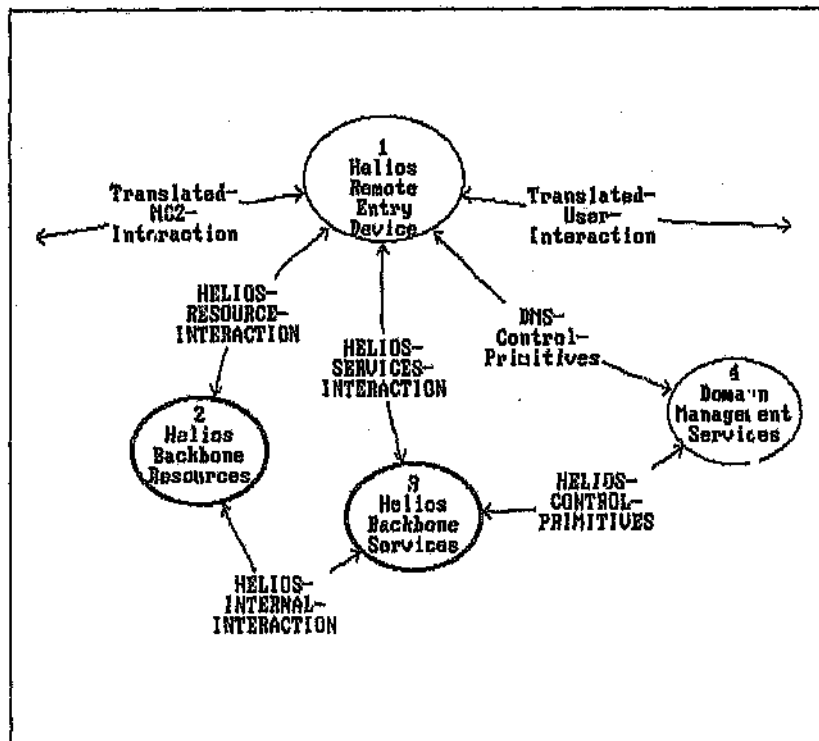 1
Helios
Remote
Entry
Device
Translated-
MC2-
Interaction
Translated-
User-
Interaction
HELIOS-
RESOURCE-
INTERACTION
HELIOS-
SERVICES-
INTERACTION
DNS-
Control-
Primitives
4
Domain
Management
Services
2
Helios
Backbone
Resources
3
Helios
Backbone
Services
HELIOS-
CONTROL-
PRIMITIVES
HELIOS-
INTERNAL-
INTERACTION